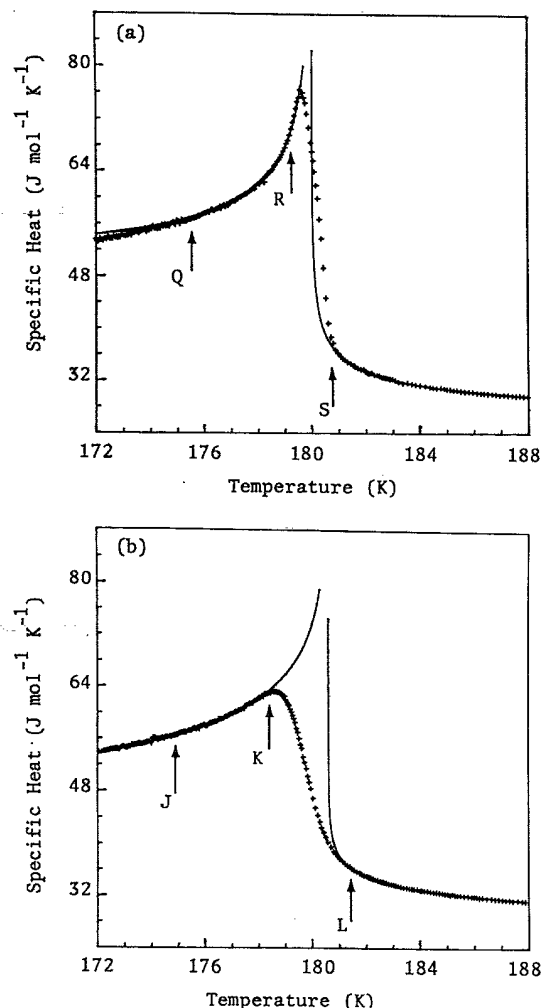 (a)
Specific Heat (J mol⁻¹ K⁻¹)
80
64
48
32
Q
R
S
172 176 180 184 188
Temperature (K)
(b)
Specific Heat (J mol⁻¹ K⁻¹)
80
64
48
32
J
K
L
172 176 180 184 188
Temperature (K)